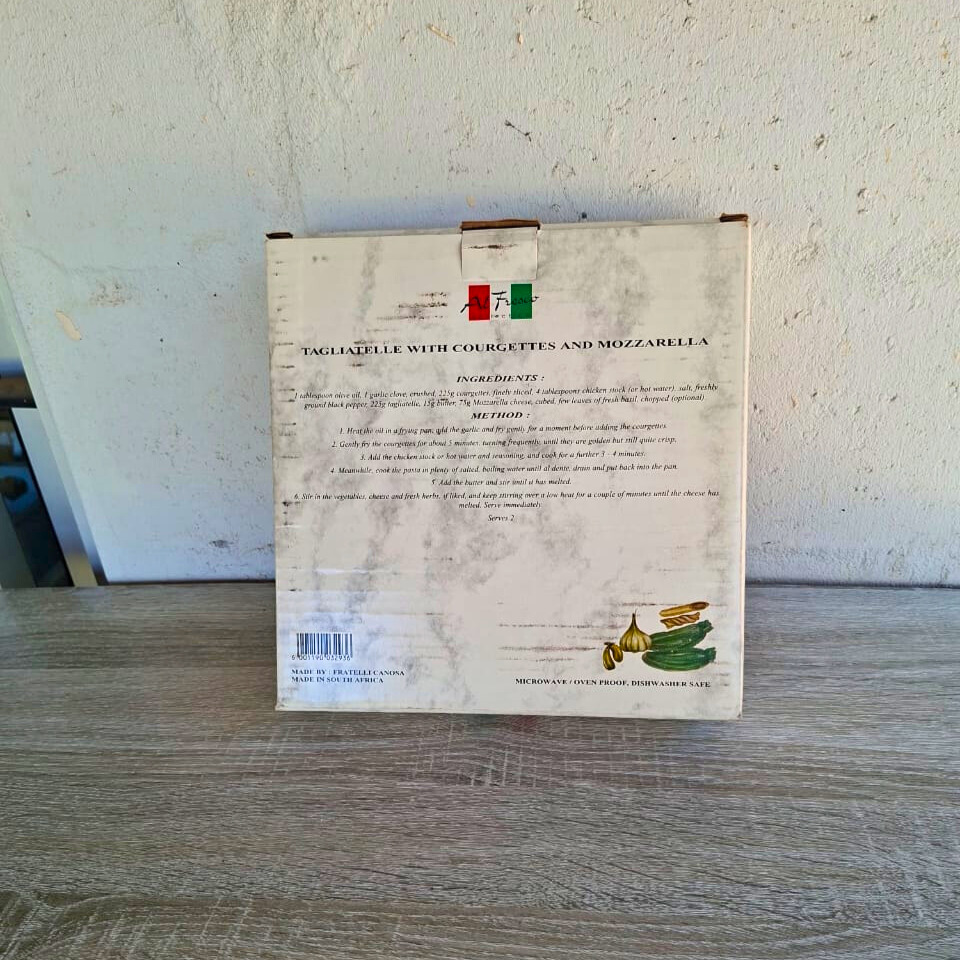 Al Fresco
TAGLIATELLE WITH COURGETTES AND MOZZARELLA
INGREDIENTS :
1 tablespoon olive oil, 1 garlic clove, crushed, 225g courgettes, finely sliced, 4 tablespoons chicken stock (or hot water), salt, freshly
ground black pepper, 225g tagliatelle, 15g butter, 75g Mozzarella cheese, cubed, few leaves of fresh basil, chopped (optional)
METHOD :
1. Heat the oil in a frying pan, add the garlic and fry gently for a moment before adding the courgettes.
2. Gently fry the courgettes for about 5 minutes, turning frequently, until they are golden but still quite crisp.
3. Add the chicken stock or hot water and seasoning, and cook for a further 3 - 4 minutes.
4. Meanwhile, cook the pasta in plenty of salted, boiling water until al dente, drain and put back into the pan.
5. Add the butter and stir until it has melted.
6. Stir in the vegetables, cheese and fresh herbs, if liked, and keep stirring over a low heat for a couple of minutes until the cheese has
melted. Serve immediately.
Serves 2
6 001190 032936
MADE BY : FRATELLI CANOSA
MADE IN SOUTH AFRICA
MICROWAVE / OVEN PROOF, DISHWASHER SAFE